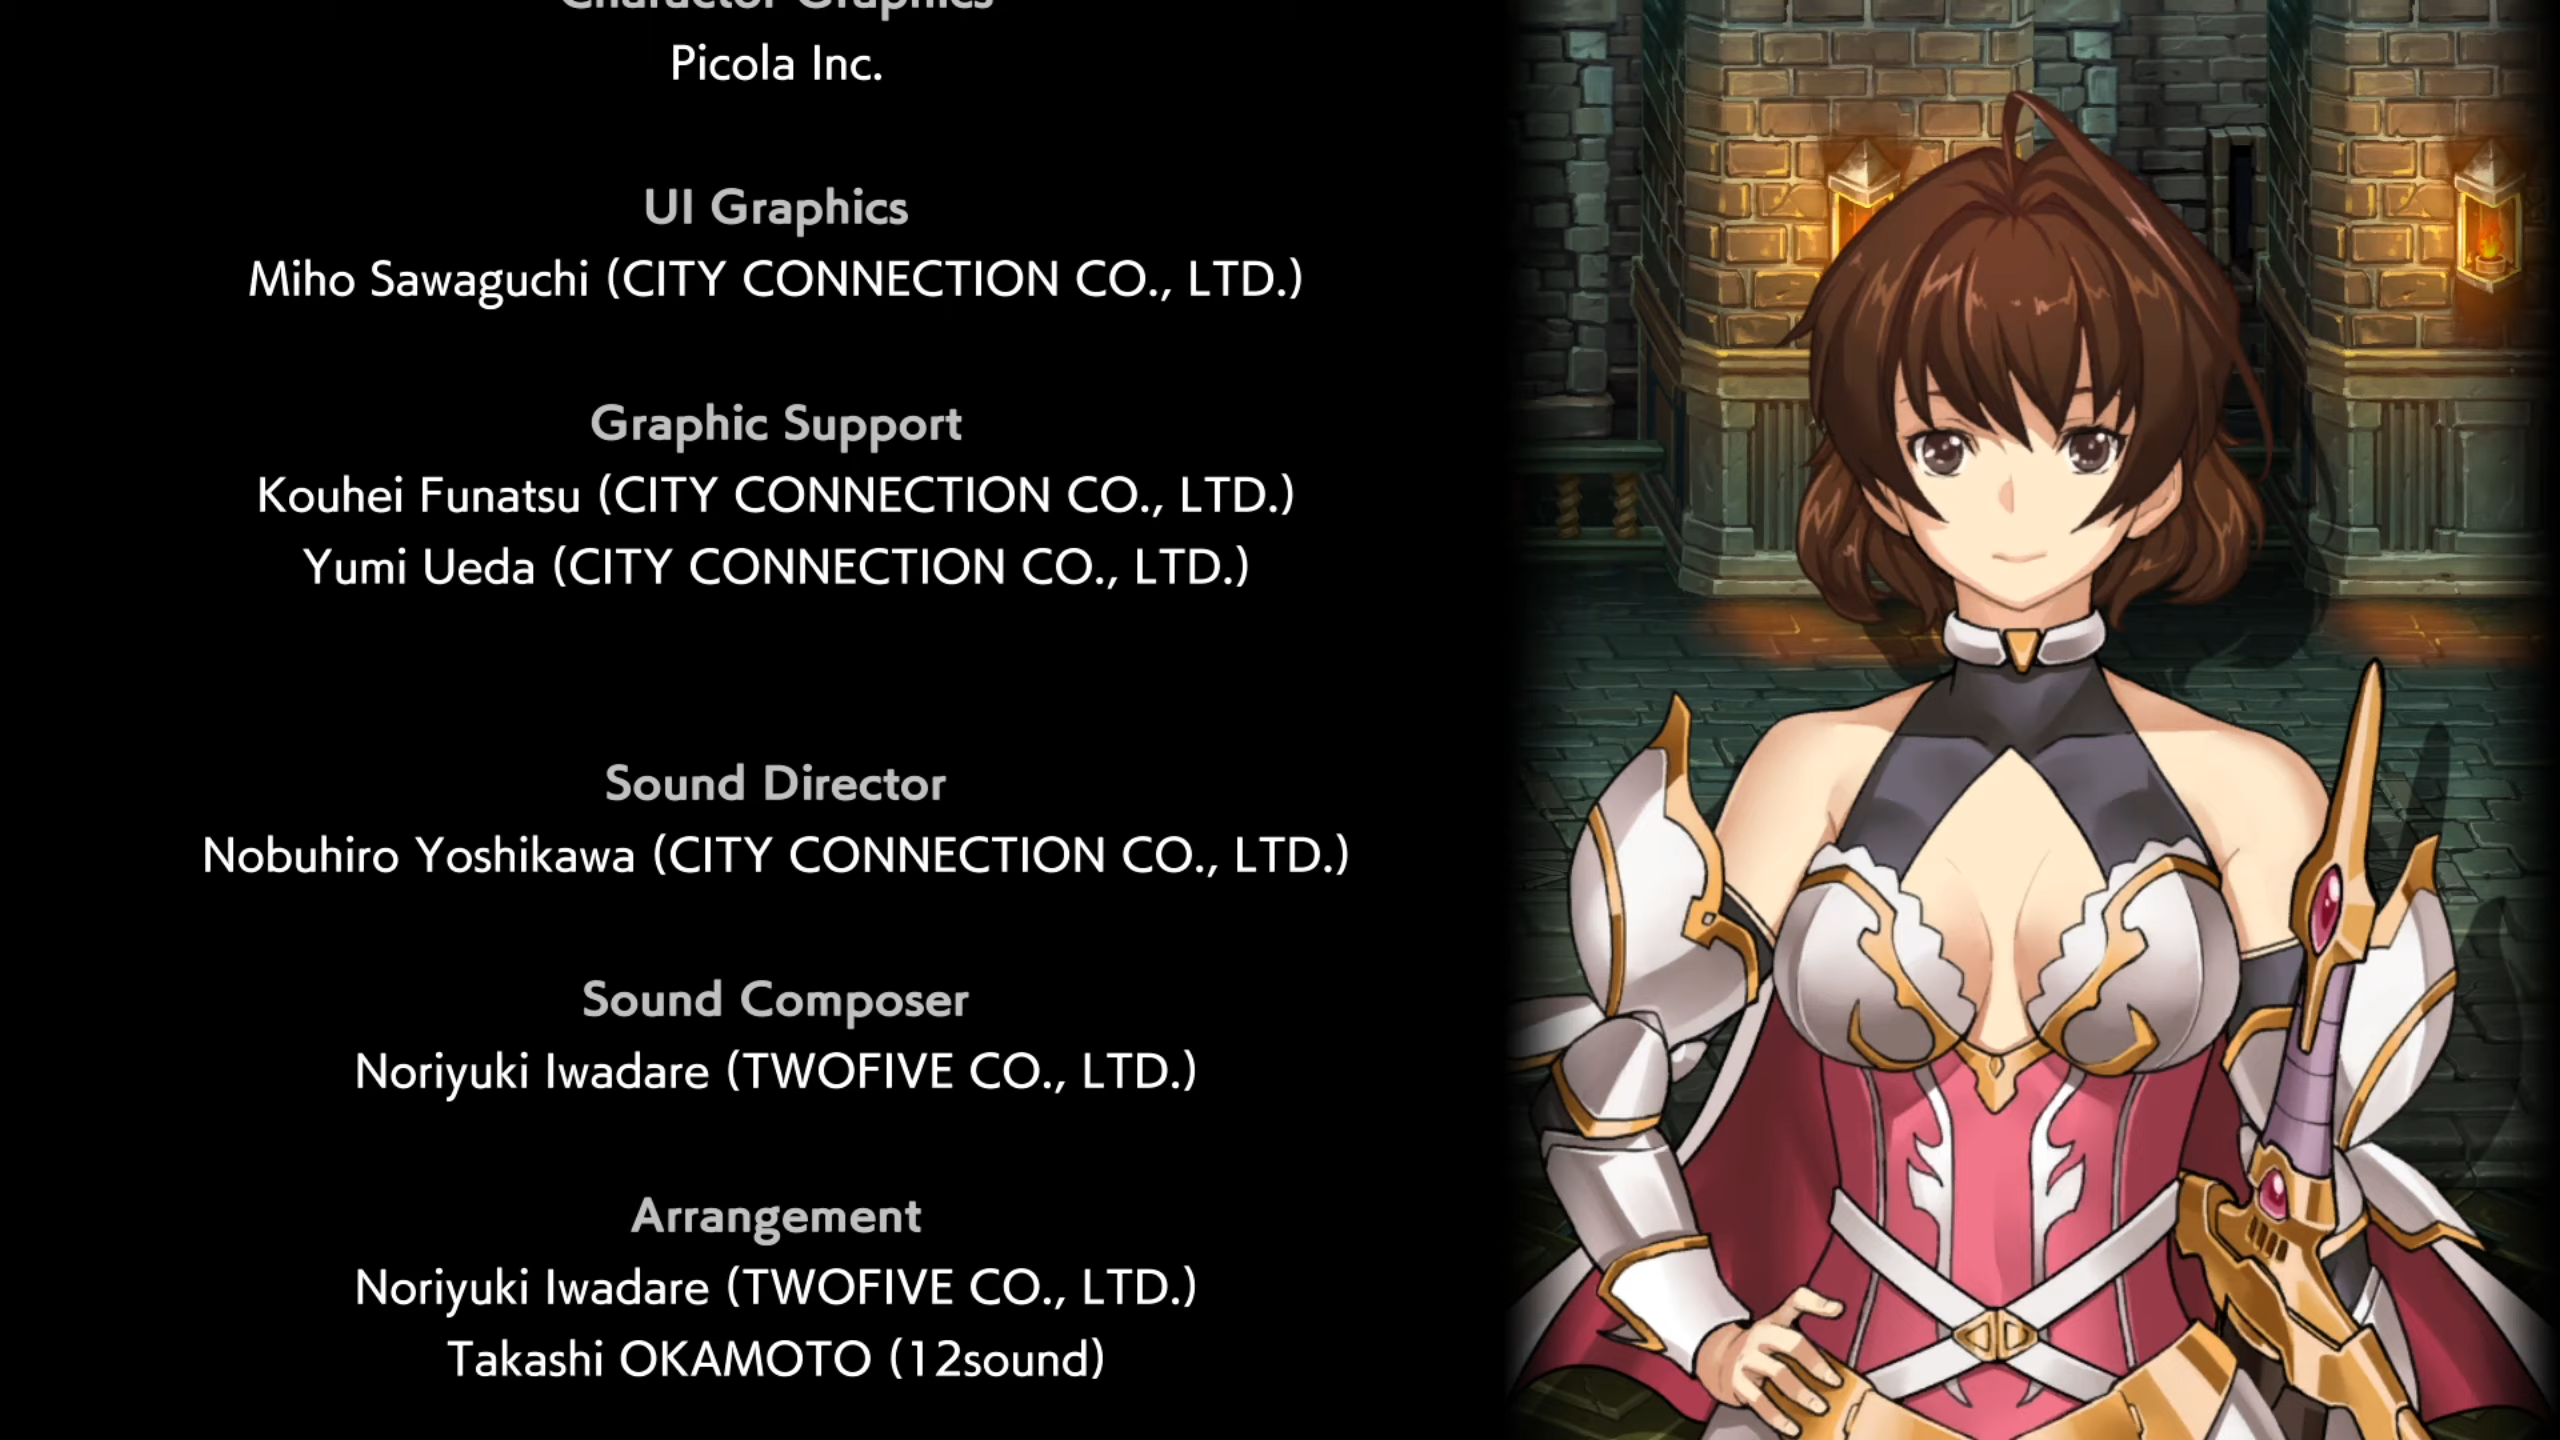 Charactor Graphics
Picola Inc.
UI Graphics
Miho Sawaguchi (CITY CONNECTION CO., LTD.)
Graphic Support
Kouhei Funatsu (CITY CONNECTION CO., LTD.)
Yumi Ueda (CITY CONNECTION CO., LTD.)
Sound Director
Nobuhiro Yoshikawa (CITY CONNECTION CO., LTD.)
Sound Composer
Noriyuki Iwadare (TWOFIVE CO., LTD.)
Arrangement
Noriyuki Iwadare (TWOFIVE CO., LTD.)
Takashi OKAMOTO (12sound)